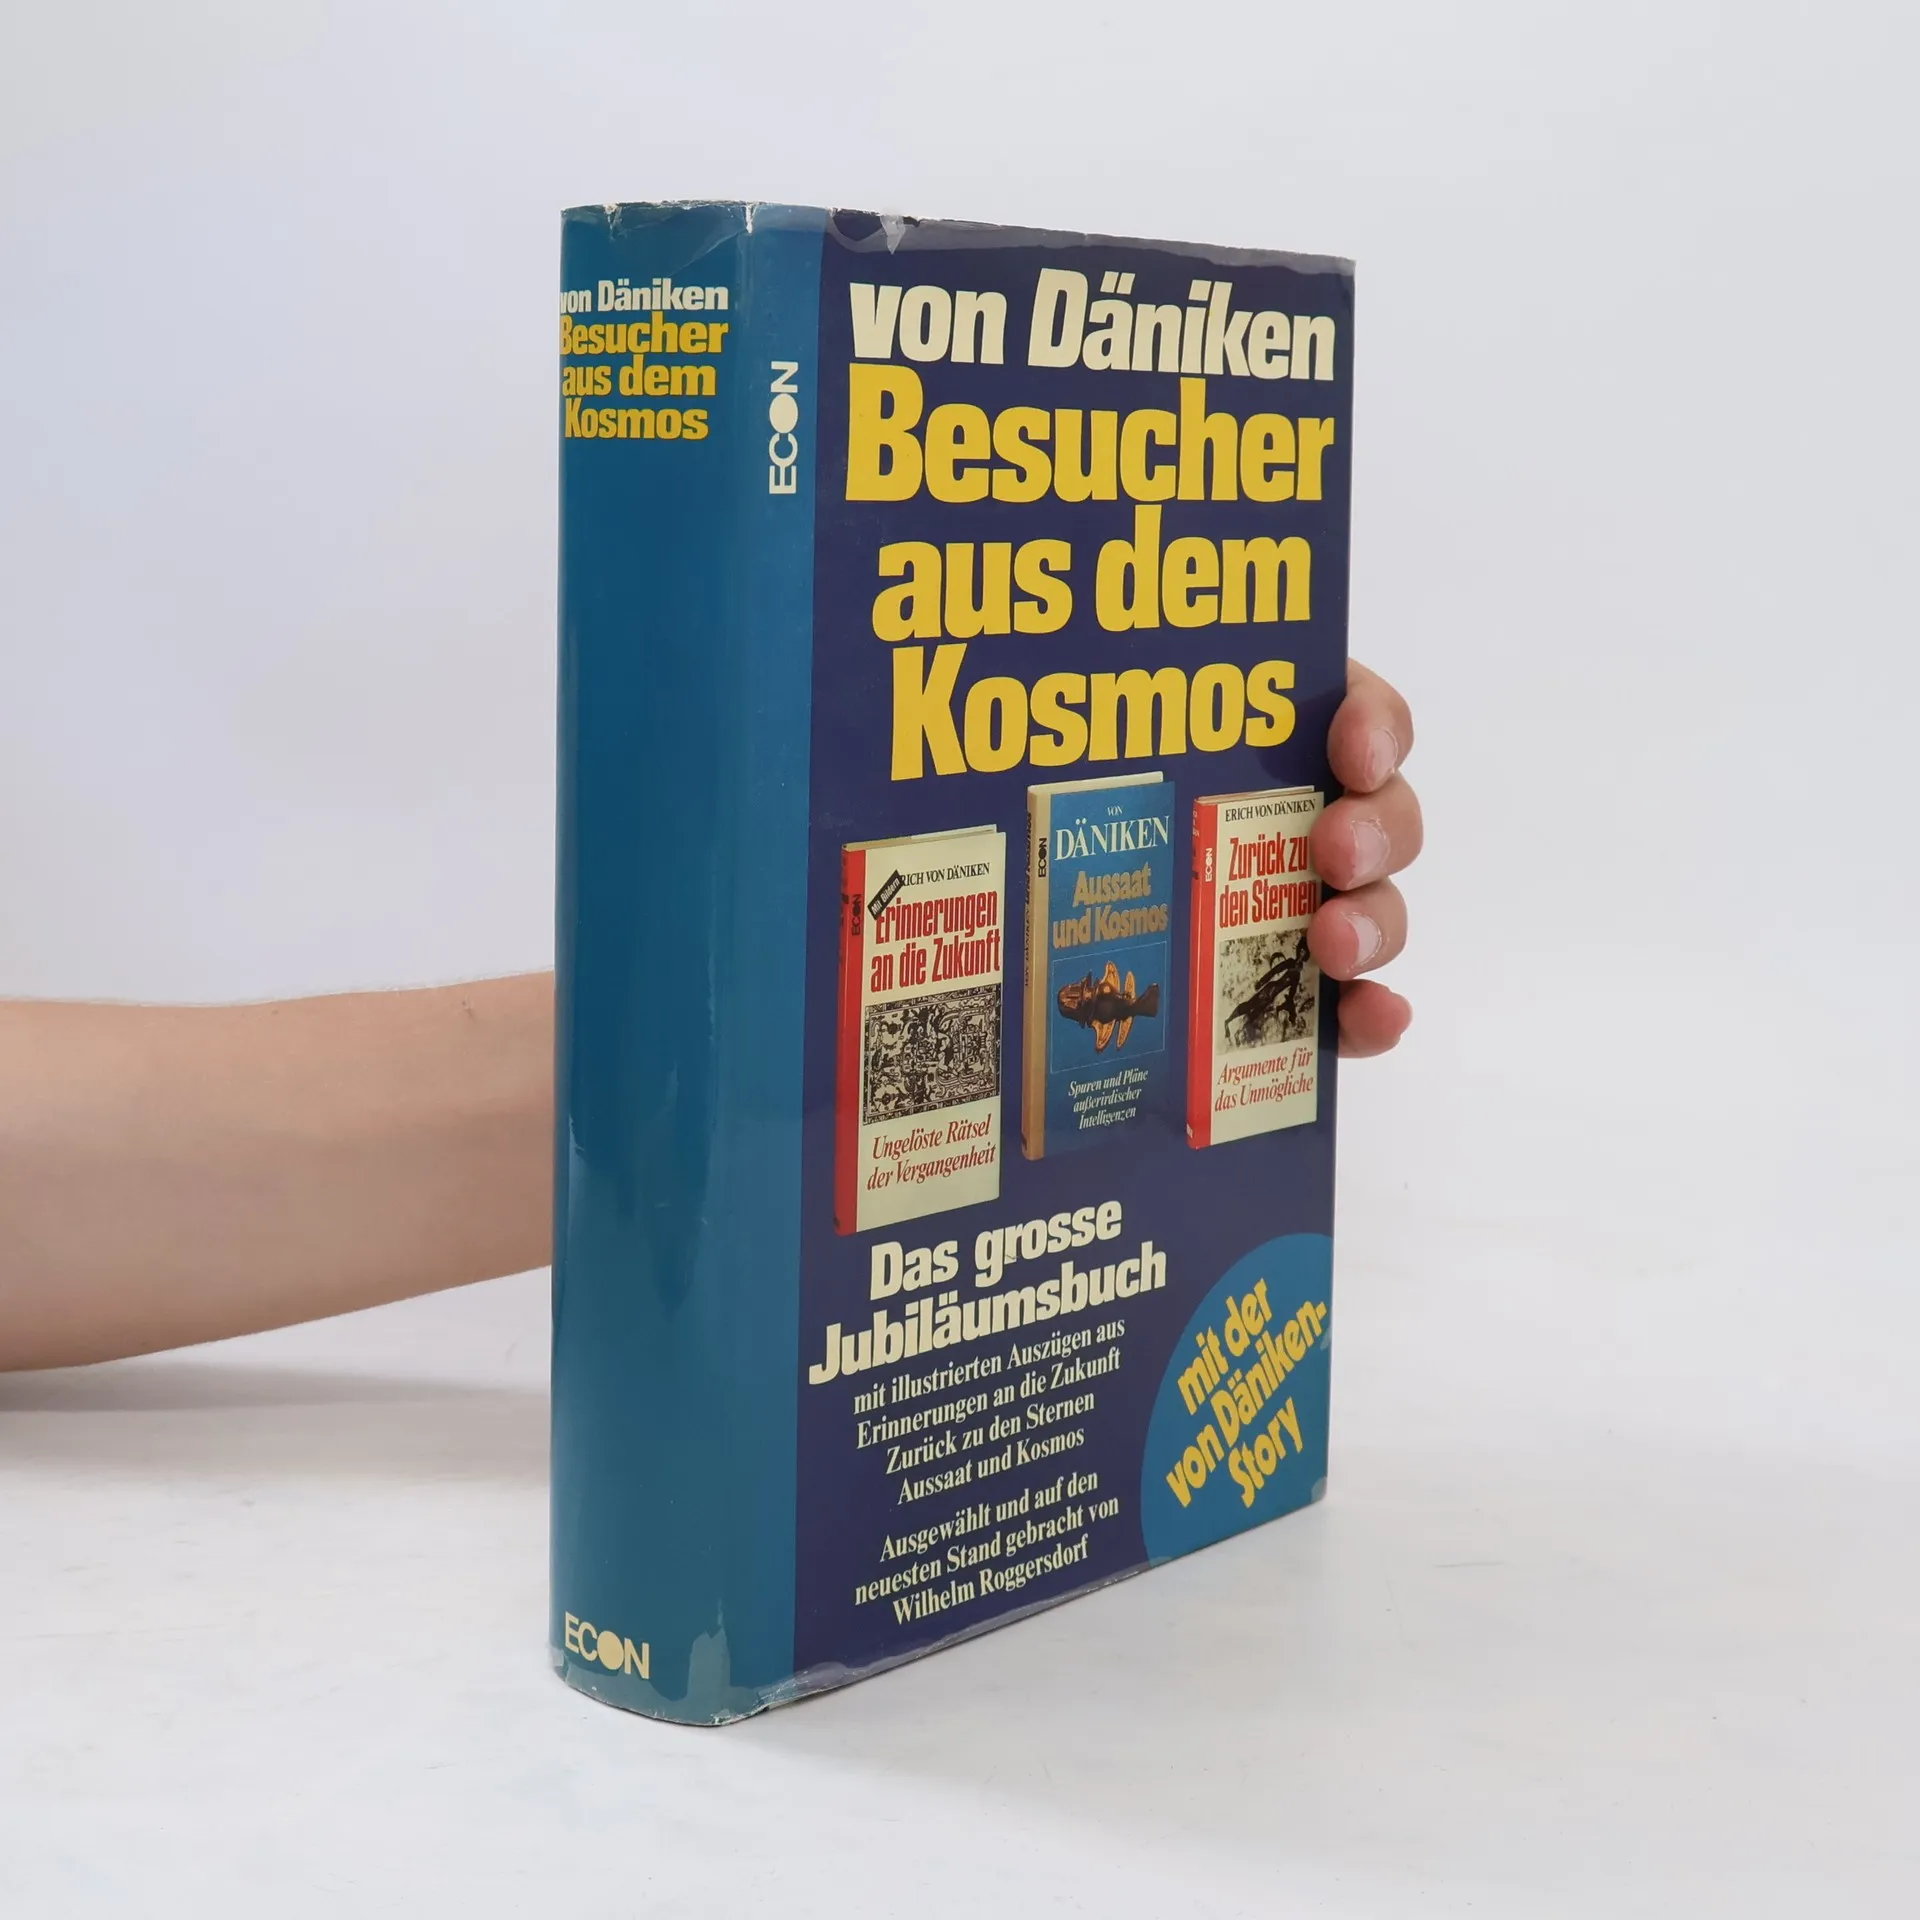 von Däniken
Besucher
aus dem
Kosmos
ECON
ECON
von Däniken
Besucher
aus dem
Kosmos
ERICH VON DÄNIKEN
Mit Bildern
Erinnerungen
an die Zukunft
ECON
Ungelöste Rätsel
der Vergangenheit
VON
DÄNIKEN
Aussaat
und Kosmos
ECON
Spuren und Pläne
außerirdischer
Intelligenzen
ERICH VON DÄNIKEN
Zurück zu
den Sternen
ECON
Argumente für
das Unmögliche
Das grosse
Jubiläumsbuch
mit illustrierten Auszügen aus
Erinnerungen an die Zukunft
Zurück zu den Sternen
Aussaat und Kosmos
Ausgewählt und auf den
neuesten Stand gebracht von
Wilhelm Roggersdorf
mit der
von Däniken-
Story